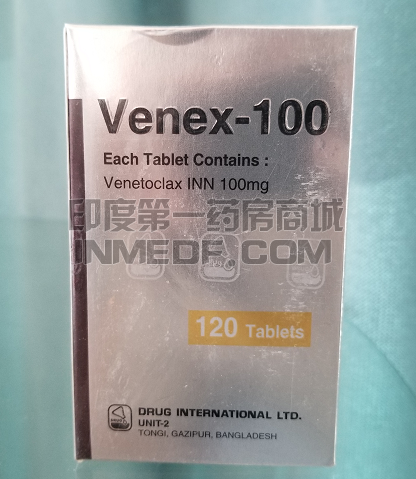 Venex-100
Each Tablet Contains :
Venetoclax INN 100mg
印度第一药房商城
INMEDF.COM
120 Tablets
DRUG INTERNATIONAL LTD.
UNIT-2
TONGI, GAZIPUR, BANGLADESH